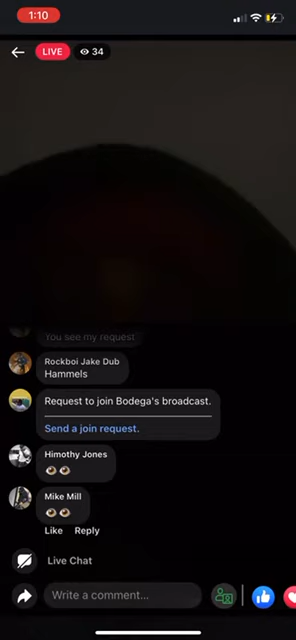 1:10
LIVE 34
You see my request
Rockboi Jake Dub
Hammels
Request to join Bodega's broadcast.
Send a join request.
Himothy Jones
👀
Mike Mill
👀
Like Reply
Live Chat
Write a comment...